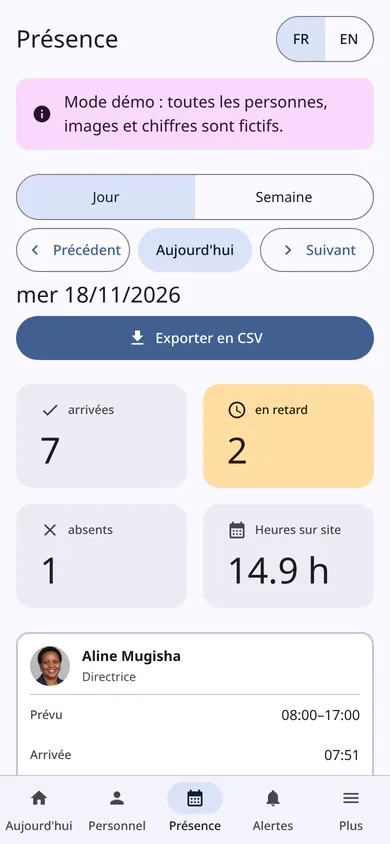 Présence
FR
EN
Mode démo : toutes les personnes,
images et chiffres sont fictifs.
Jour
Semaine
Précédent
Aujourd'hui
Suivant
mer 18/11/2026
Exporter en CSV
arrivées
7
en retard
2
absents
1
Heures sur site
14.9 h
Aline Mugisha
Directrice
Prévu
08:00–17:00
Arrivée
07:51
Aujourd'hui
Personnel
Présence
Alertes
Plus